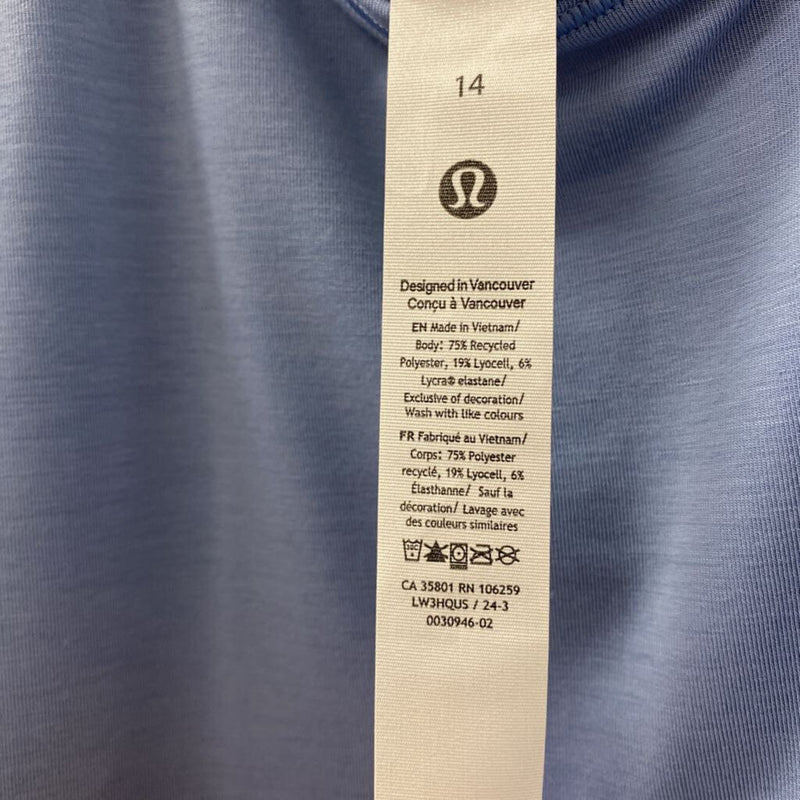 14
Designed in Vancouver
Conçu à Vancouver
EN Made in Vietnam/
Body: 75% Recycled
Polyester, 19% Lyocell, 6%
Lycra® elastane/
Exclusive of decoration/
Wash with like colours
FR Fabriqué au Vietnam/
Corps: 75% Polyester
recyclé, 19% Lyocell, 6%
Élasthanne/ Sauf la
décoration/ Lavage avec
des couleurs similaires
CA 35801 RN 106259
LW3HQUS / 24-3
0030946-02